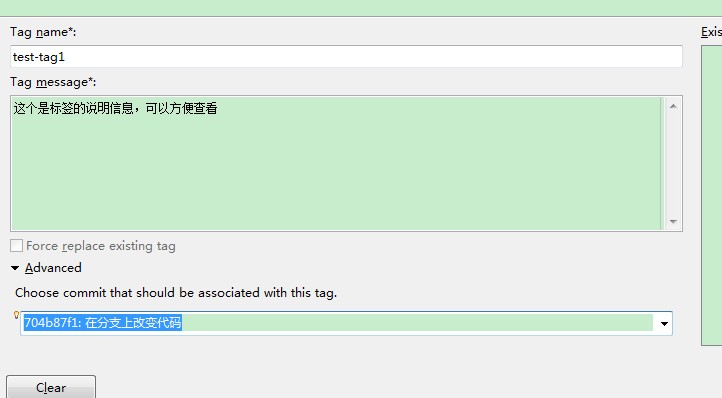 Tag name*:
Exis
test-tag1
Tag message*:
这个是标签的说明信息，可以方便查看
Force replace existing tag
Advanced
Choose commit that should be associated with this tag.
704b87f1: 在分支上改变代码
Clear